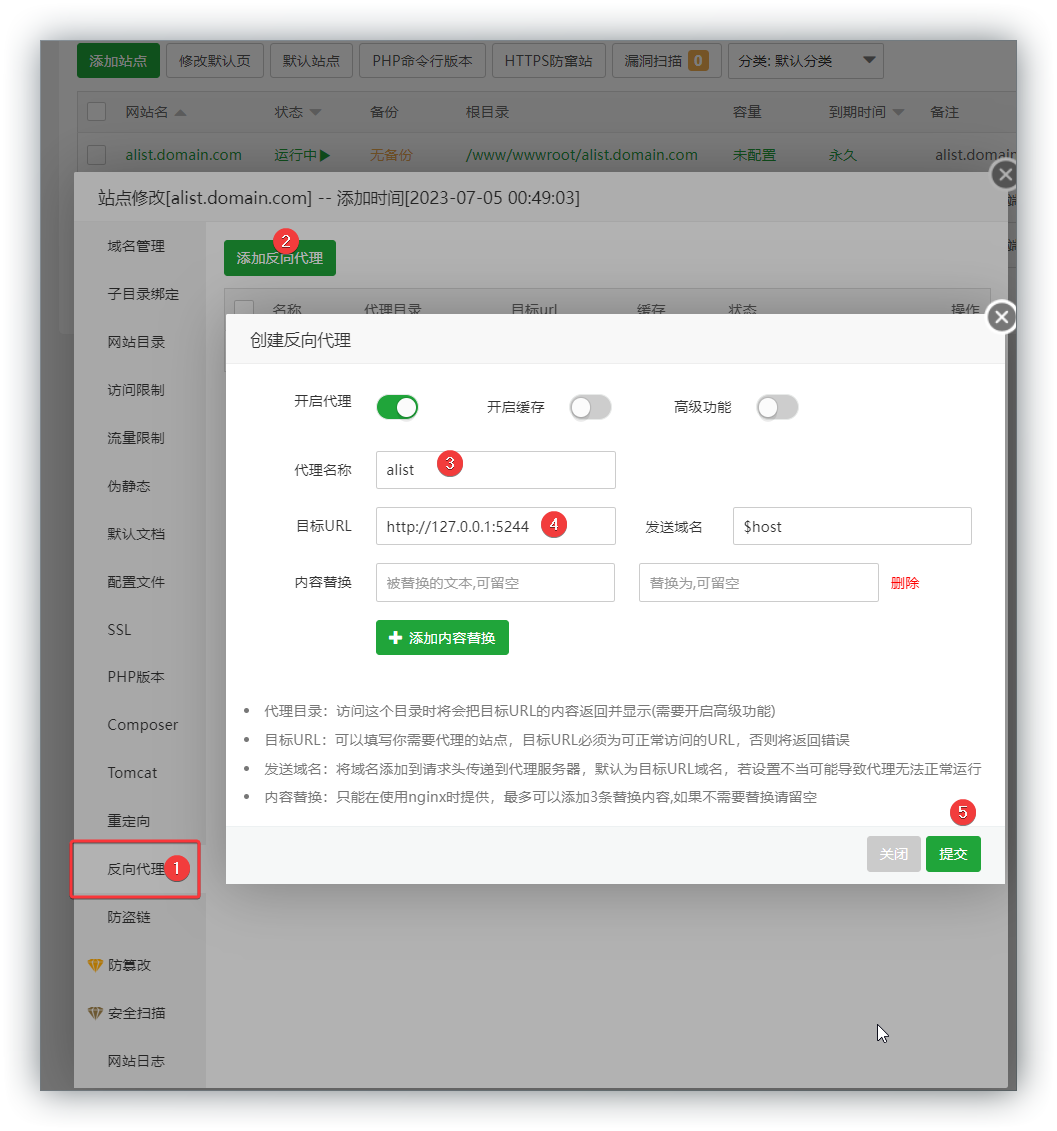 添加站点 修改默认页 默认站点 PHP命令行版本 HTTPS防窜站 漏洞扫描 0 分类: 默认分类
网站名 状态 备份 根目录 容量 到期时间 备注
alist.domain.com 运行中 无备份 /www/wwwroot/alist.domain.com 未配置 永久 alist.domain
站点修改[alist.domain.com] -- 添加时间[2023-07-05 00:49:03]
域名管理
子目录绑定
网站目录
访问限制
流量限制
伪静态
默认文档
配置文件
SSL
PHP版本
Composer
Tomcat
重定向
反向代理 1
防盗链
防篡改
安全扫描
网站日志
2
添加反向代理
名称 代理目录 目标url 缓存 状态 操作
创建反向代理
开启代理 开启缓存 高级功能
代理名称 alist 3
目标URL http://127.0.0.1:5244 4 发送域名 $host
内容替换 被替换的文本,可留空 替换为,可留空 删除
添加内容替换
• 代理目录：访问这个目录时将会把目标URL的内容返回并显示(需要开启高级功能)
• 目标URL：可以填写你需要代理的站点，目标URL必须为可正常访问的URL，否则将返回错误
• 发送域名：将域名添加到请求头传递到代理服务器，默认为目标URL域名，若设置不当可能导致代理无法正常运行
• 内容替换：只能在使用nginx时提供，最多可以添加3条替换内容,如果不需要替换请留空
5
关闭 提交